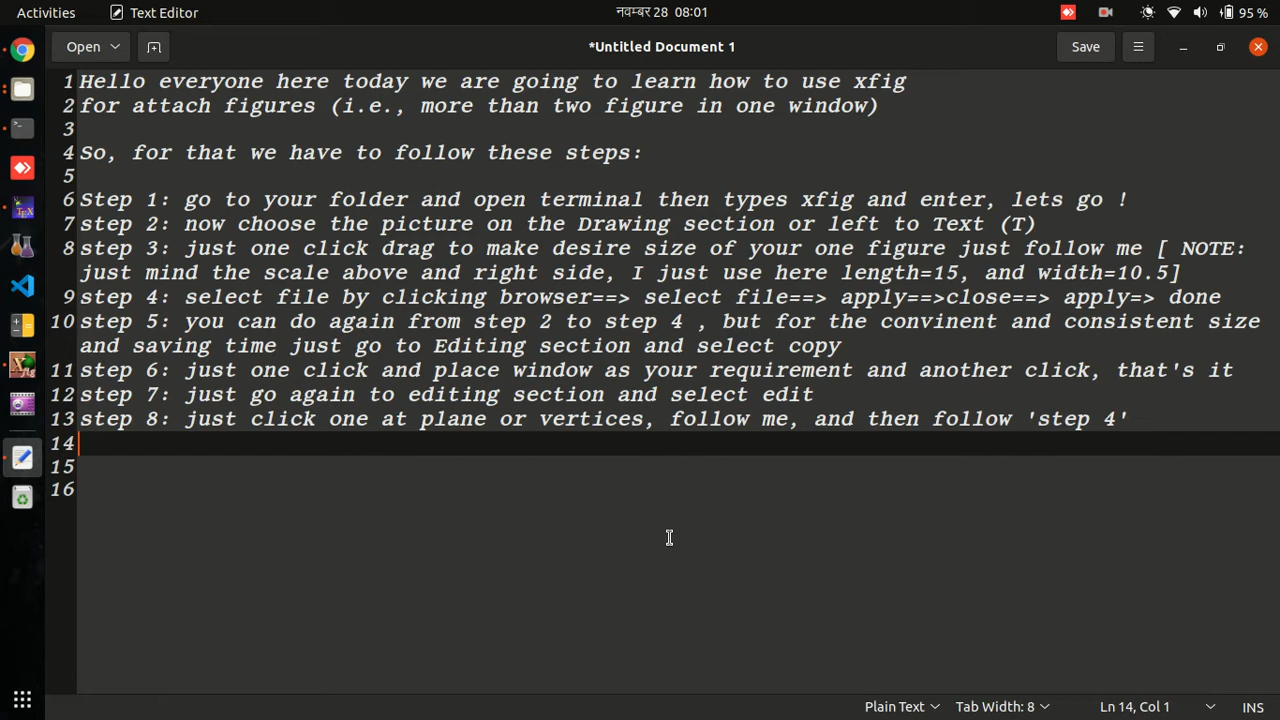 Activities
Text Editor
नवम्बर 28 08:01
95 %
Open
*Untitled Document 1
Save
1 Hello everyone here today we are going to learn how to use xfig
2 for attach figures (i.e., more than two figure in one window)
3
4 So, for that we have to follow these steps:
5
6 Step 1: go to your folder and open terminal then types xfig and enter, lets go !
7 step 2: now choose the picture on the Drawing section or left to Text (T)
8 step 3: just one click drag to make desire size of your one figure just follow me [ NOTE:
just mind the scale above and right side, I just use here length=15, and width=10.5]
9 step 4: select file by clicking browser==> select file==> apply==>close==> apply=> done
10 step 5: you can do again from step 2 to step 4 , but for the convinent and consistent size
and saving time just go to Editing section and select copy
11 step 6: just one click and place window as your requirement and another click, that's it
12 step 7: just go again to editing section and select edit
13 step 8: just click one at plane or vertices, follow me, and then follow 'step 4'
14
15
16
Plain Text
Tab Width: 8
Ln 14, Col 1
INS